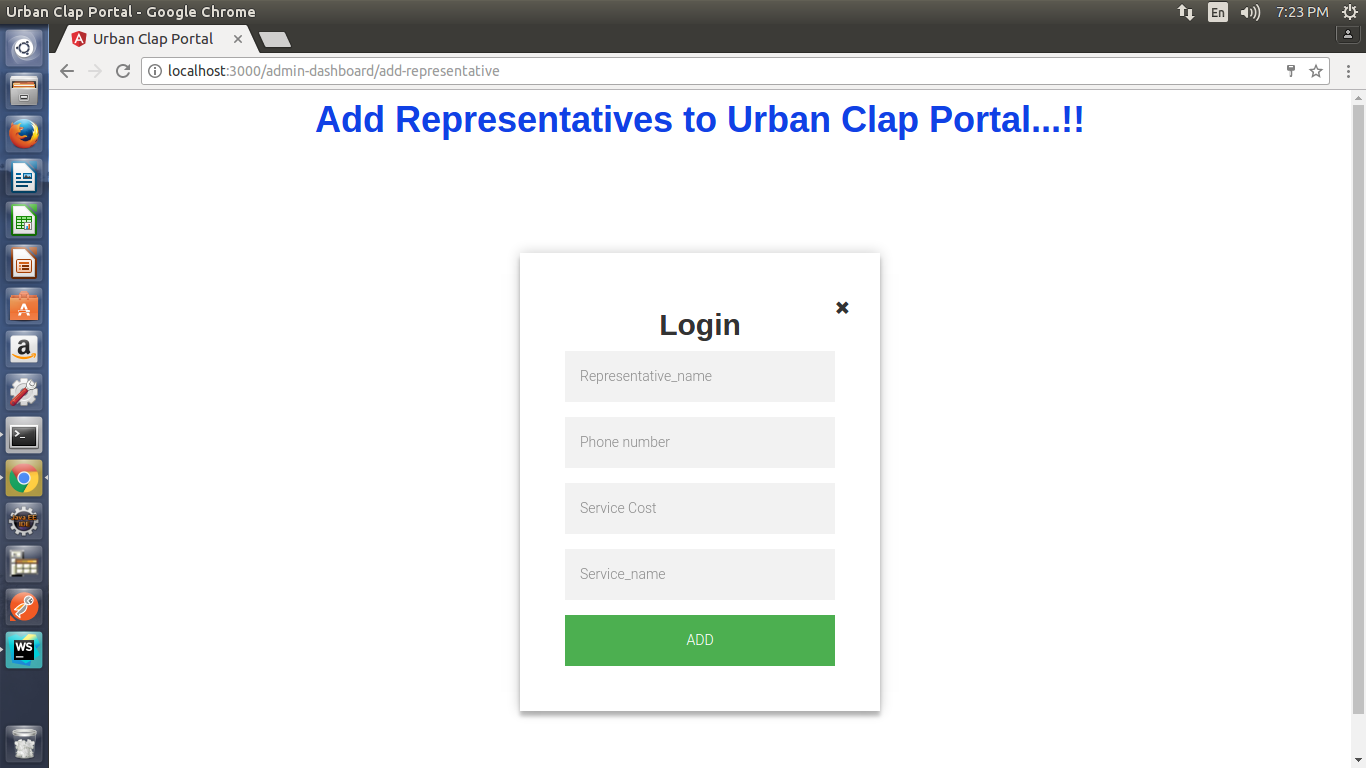 Urban Clap Portal - Google Chrome
En
7:23 PM
Urban Clap Portal
localhost:3000/admin-dashboard/add-representative
Add Representatives to Urban Clap Portal...!!
Login
Representative_name
Phone number
Service Cost
Service_name
ADD
WS